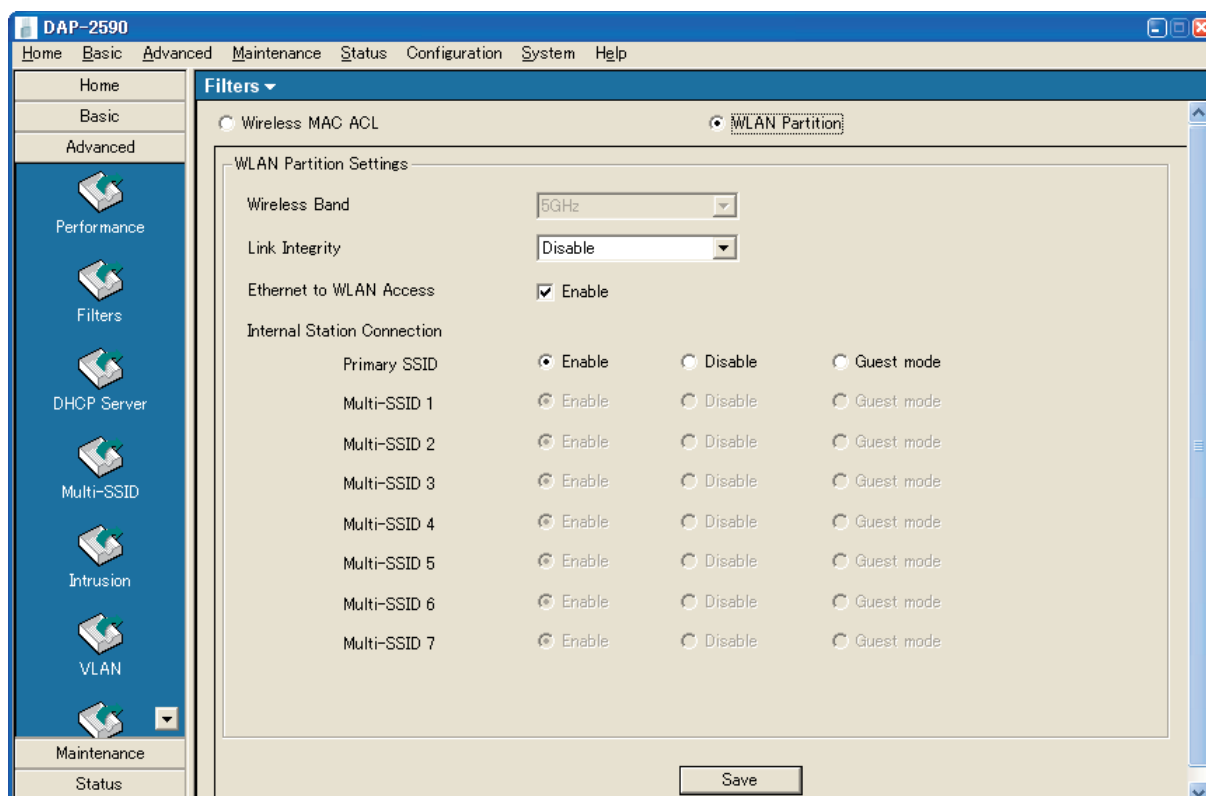 DAP-2590
Home Basic Advanced Maintenance Status Configuration System Help
Home
Basic
Advanced
Performance
Filters
DHCP Server
Multi-SSID
Intrusion
VLAN
Maintenance
Status
Filters
Wireless MAC ACL WLAN Partition
WLAN Partition Settings
Wireless Band 5GHz
Link Integrity Disable
Ethernet to WLAN Access Enable
Internal Station Connection
Primary SSID Enable Disable Guest mode
Multi-SSID 1 Enable Disable Guest mode
Multi-SSID 2 Enable Disable Guest mode
Multi-SSID 3 Enable Disable Guest mode
Multi-SSID 4 Enable Disable Guest mode
Multi-SSID 5 Enable Disable Guest mode
Multi-SSID 6 Enable Disable Guest mode
Multi-SSID 7 Enable Disable Guest mode
Save